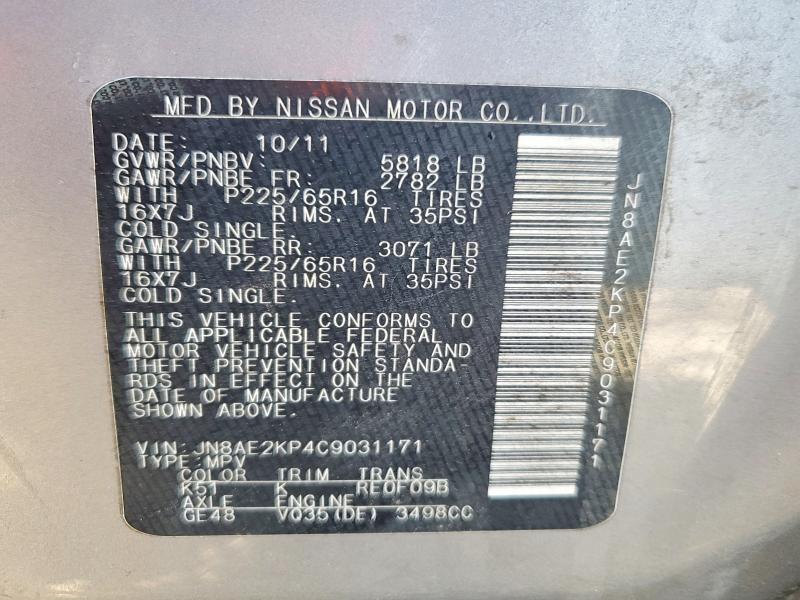 MFD BY NISSAN MOTOR CO.,LTD.
DATE: 10/11
GVWR/PNBV: 5818 LB
GAWR/PNBE FR: 2782 LB
WITH P225/65R16 TIRES
16X7J RIMS. AT 35PSI
COLD SINGLE.
GAWR/PNBE RR: 3071 LB
WITH P225/65R16 TIRES
16X7J RIMS. AT 35PSI
COLD SINGLE.
THIS VEHICLE CONFORMS TO
ALL APPLICABLE FEDERAL
MOTOR VEHICLE SAFETY AND
THEFT PREVENTION STANDA-
RDS IN EFFECT ON THE
DATE OF MANUFACTURE
SHOWN ABOVE.
VIN: JN8AE2KP4C9031171
TYPE: MPV
COLOR TRIM TRANS
K51 K RE0F09B
AXLE ENGINE
GE48 VQ35(DE) 3498CC
JN8AE2KP4C9031171